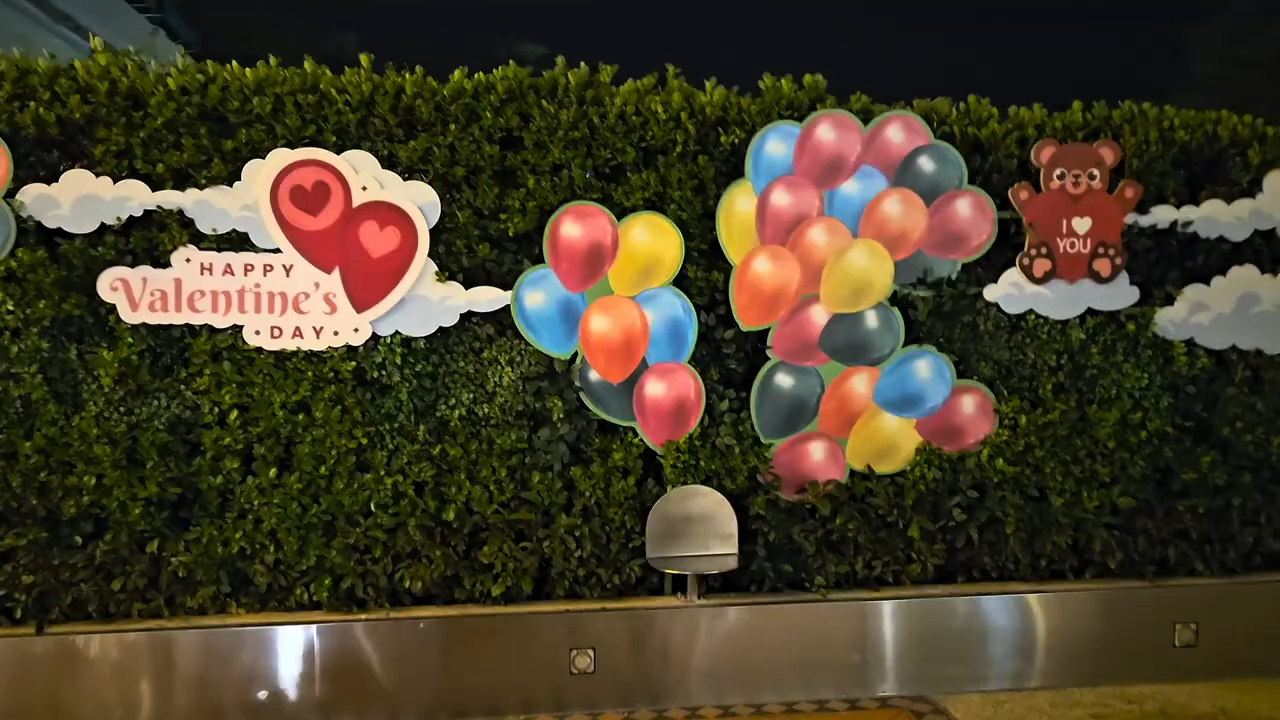 HAPPY
Valentine's
• DAY •
I
YOU